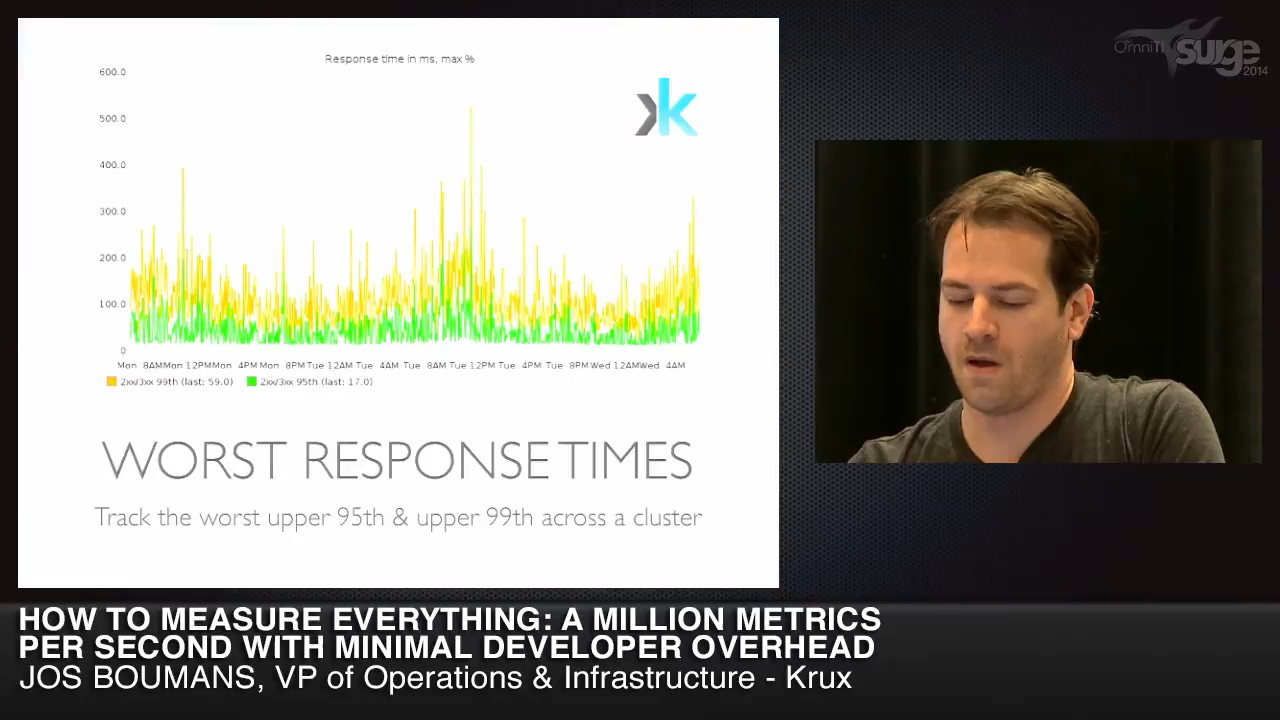 Response time in ms, max %
600.0
500.0
400.0
300.0
200.0
100.0
0
Mon 8AM Mon 12PM Mon 4PM Mon 8PM Tue 12AM Tue 4AM Tue 8AM Tue 12PM Tue 4PM Tue 8PM Wed 12AM Wed 4AM
2xx/3xx 99th (last: 59.0) 2xx/3xx 95th (last: 17.0)
WORST RESPONSE TIMES
Track the worst upper 95th & upper 99th across a cluster
OmniTI surge 2014
HOW TO MEASURE EVERYTHING: A MILLION METRICS
PER SECOND WITH MINIMAL DEVELOPER OVERHEAD
JOS BOUMANS, VP of Operations & Infrastructure - Krux